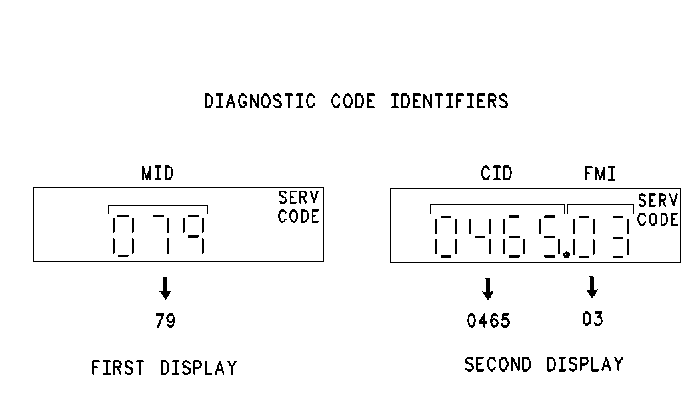 DIAGNOSTIC CODE IDENTIFIERS
MID
SERV
CODE
079
79
FIRST DISPLAY
CID FMI
SERV
CODE
0465.03
0465 03
SECOND DISPLAY